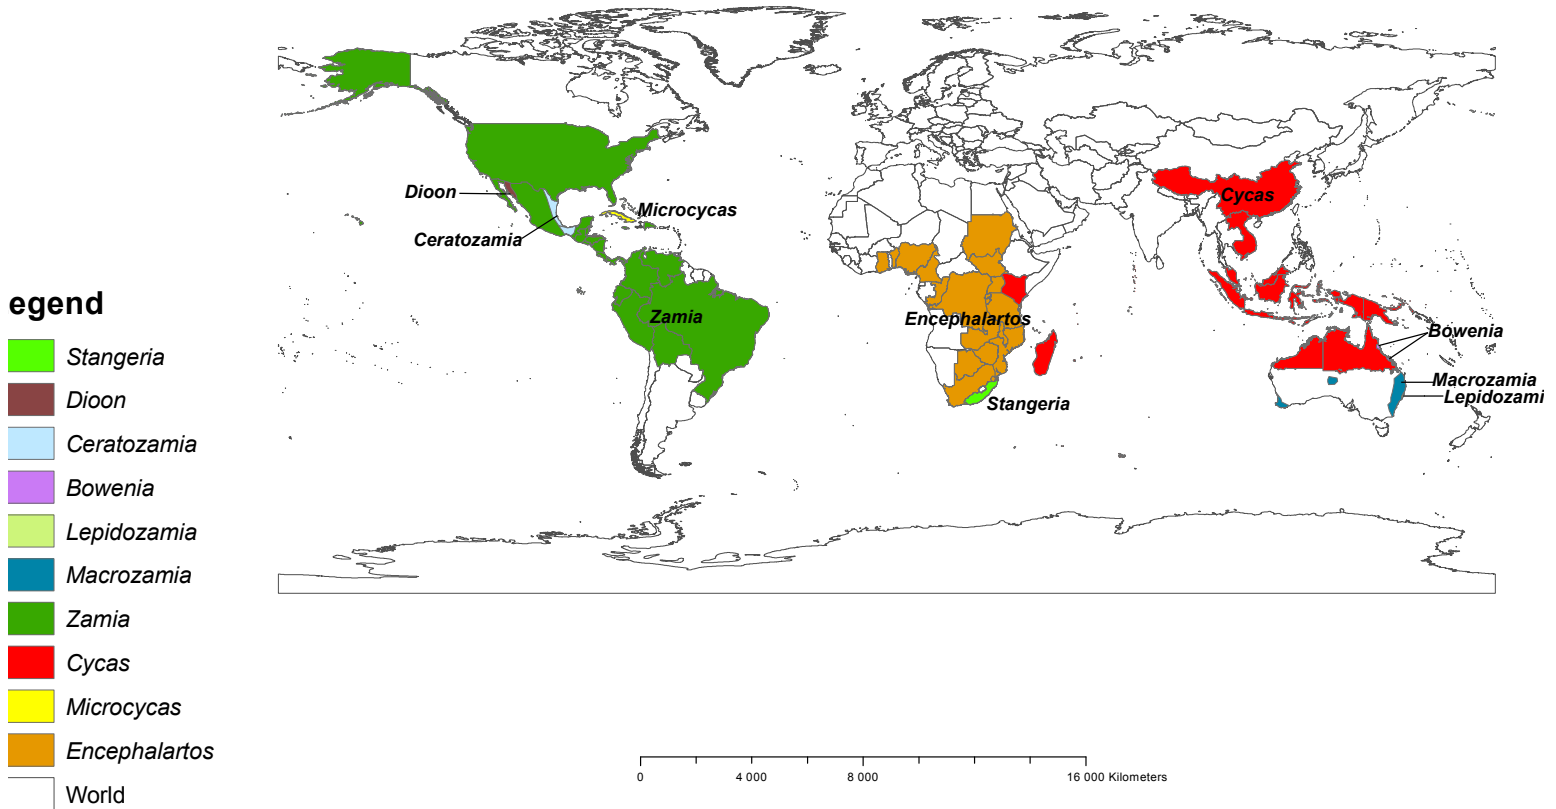 Dioon
Microcycas
Ceratozamia
Cycas
Zamia
Encephalartos
Bowenia
Macrozamia
Lepidozami
Stangeria
egend
Stangeria
Dioon
Ceratozamia
Bowenia
Lepidozamia
Macrozamia
Zamia
Cycas
Microcycas
Encephalartos
World
0 4 000 8 000 16 000 Kilometers